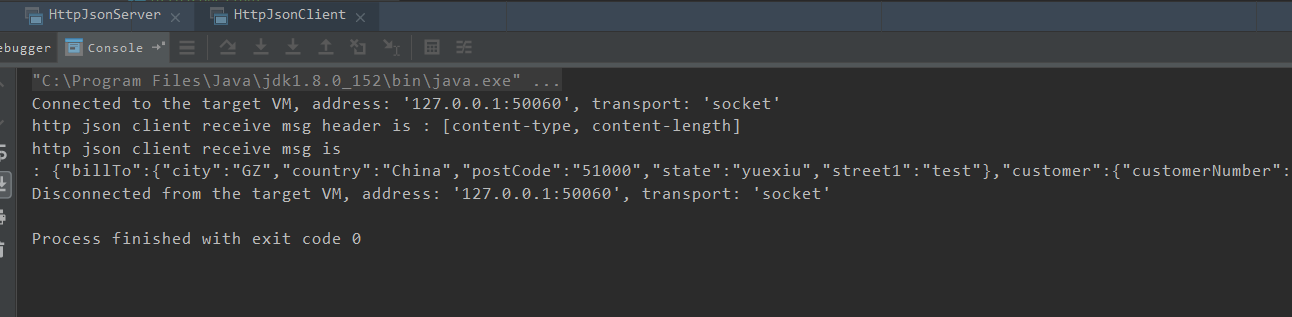 HttpJsonServer HttpJsonClient
ebugger Console
"C:\Program Files\Java\jdk1.8.0_152\bin\java.exe" ...
Connected to the target VM, address: '127.0.0.1:50060', transport: 'socket'
http json client receive msg header is : [content-type, content-length]
http json client receive msg is
: {"billTo":{"city":"GZ","country":"China","postCode":"51000","state":"yuexiu","street1":"test"},"customer":{"customerNumber":
Disconnected from the target VM, address: '127.0.0.1:50060', transport: 'socket'
Process finished with exit code 0